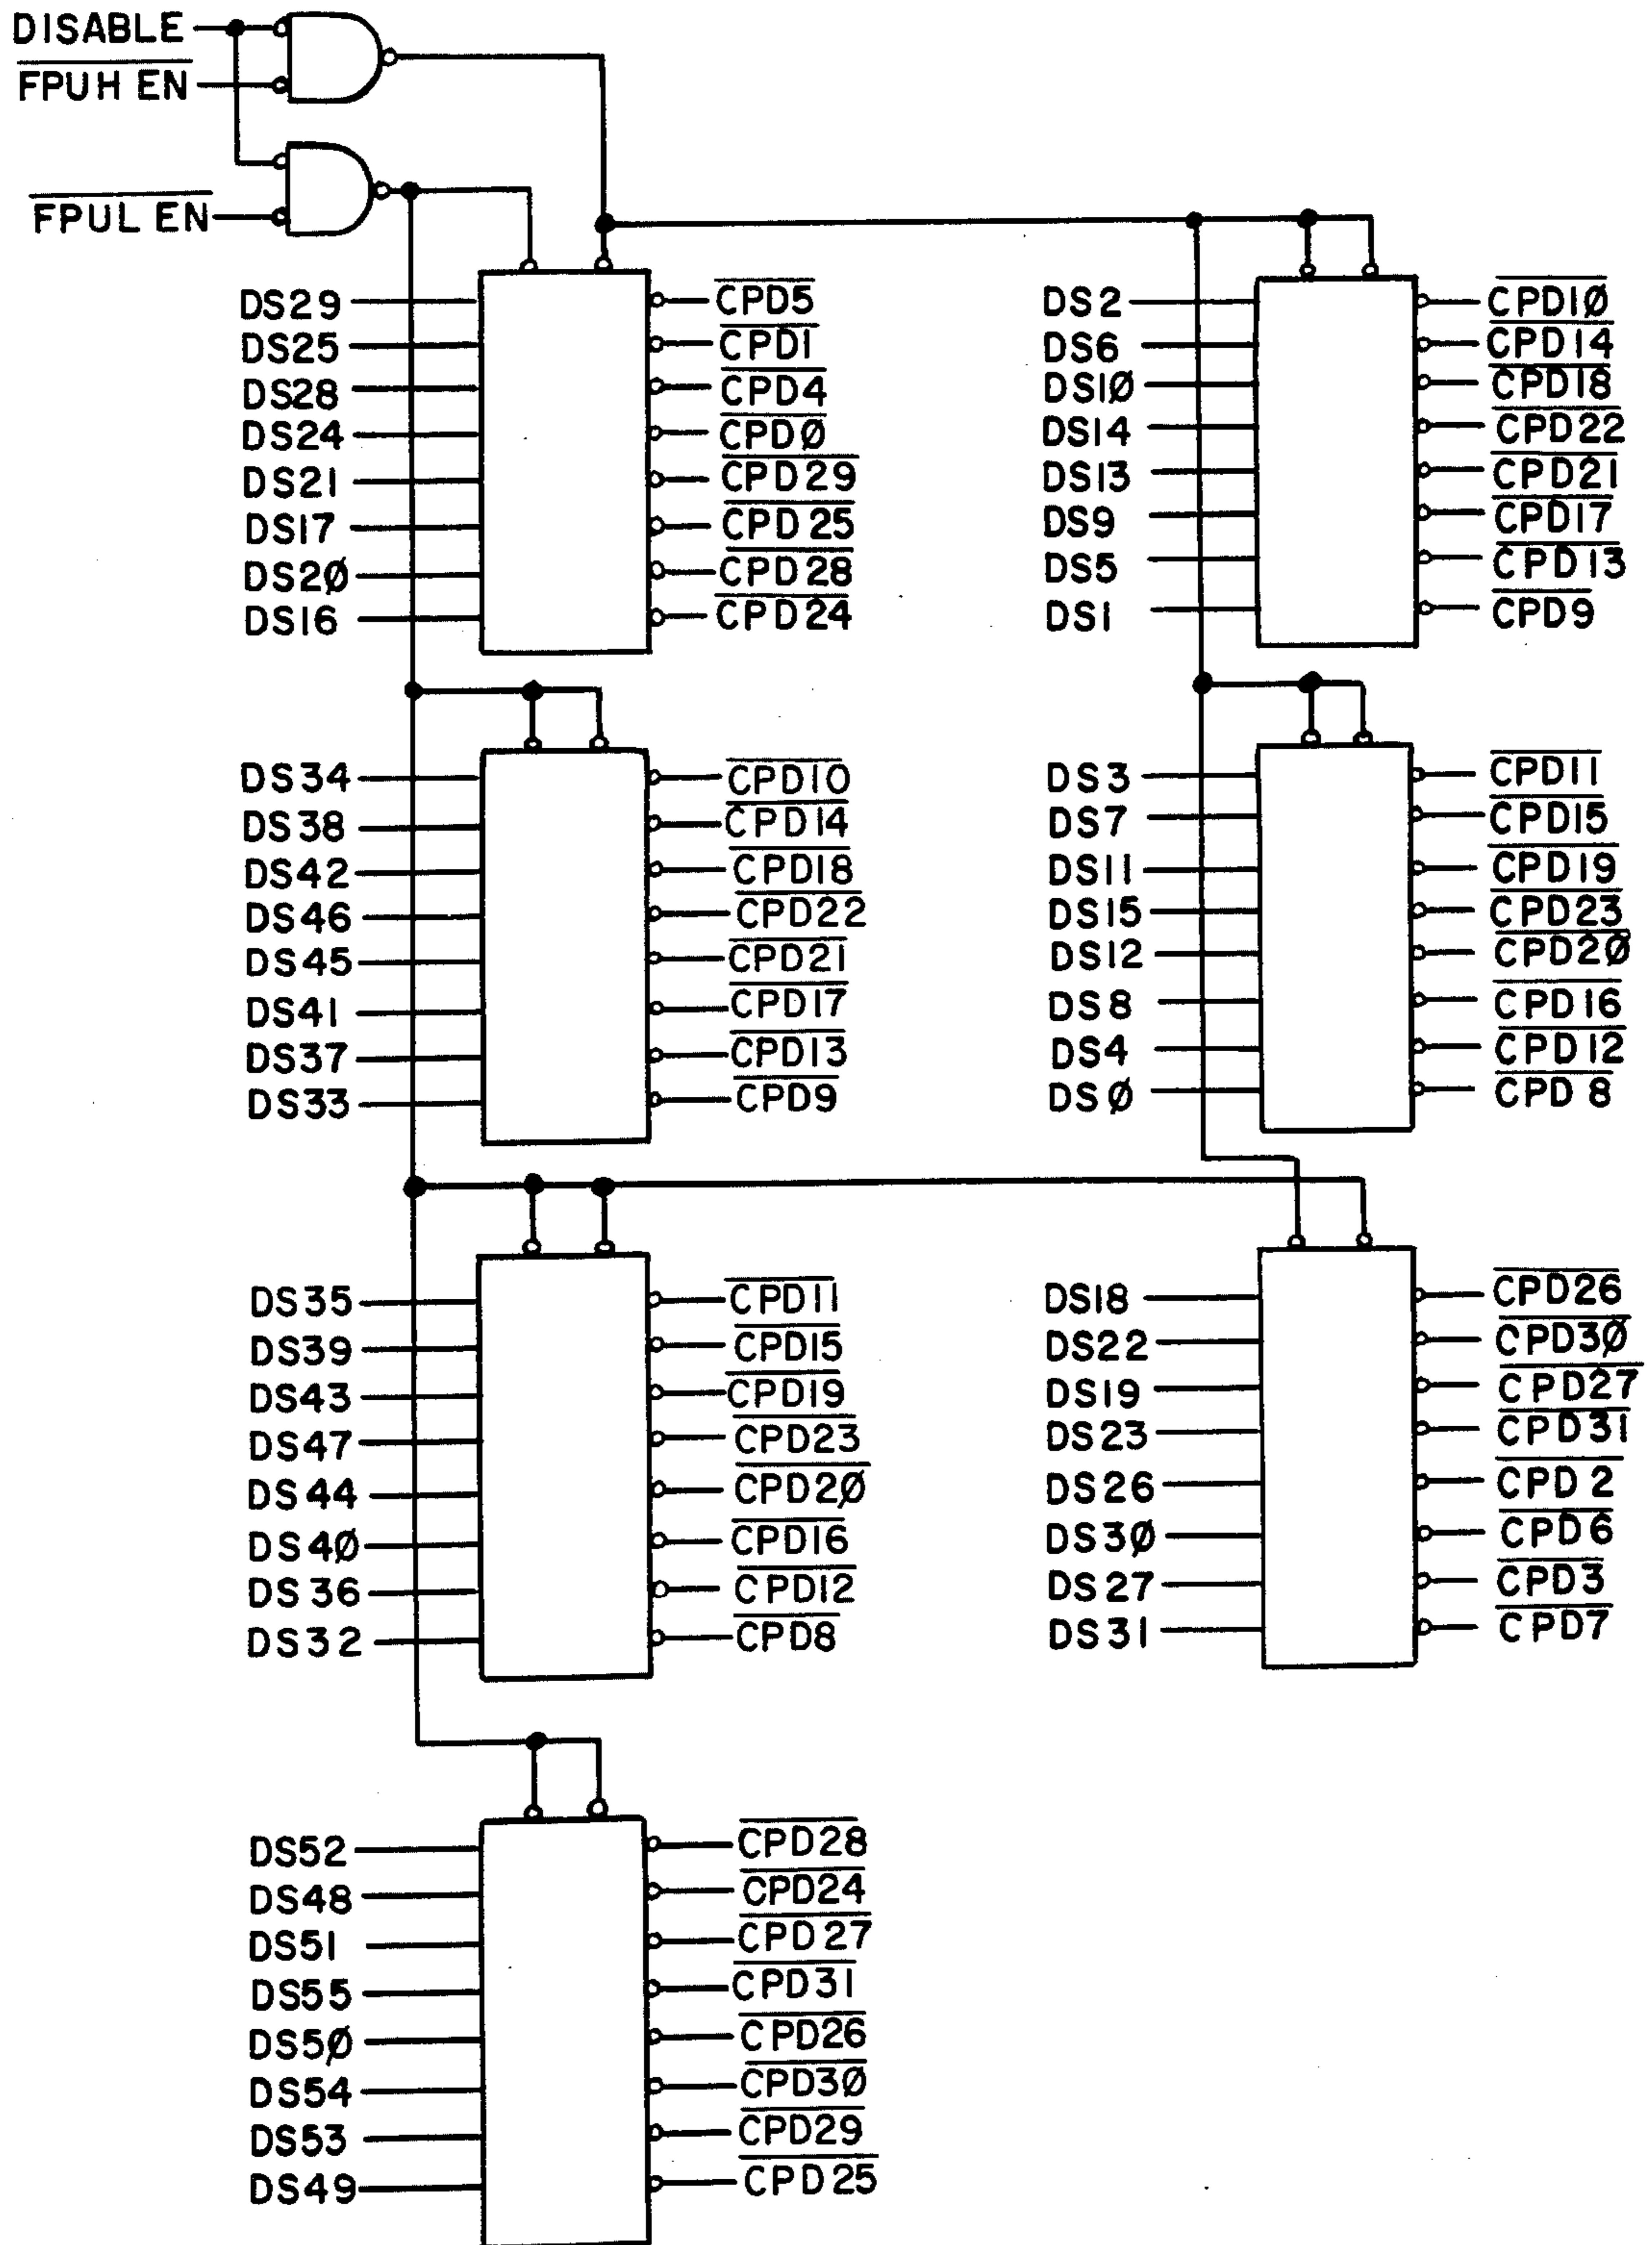 DISABLE
FPUH EN
FPUL EN
DS29 CPD5
DS25 CPD1
DS28 CPD4
DS24 CPDØ
DS21 CPD29
DS17 CPD25
DS2Ø CPD28
DS16 CPD24
DS2 CPD1Ø
DS6 CPD14
DS1Ø CPD18
DS14 CPD22
DS13 CPD21
DS9 CPD17
DS5 CPD13
DS1 CPD9
DS34 CPD10
DS38 CPD14
DS42 CPD18
DS46 CPD22
DS45 CPD21
DS41 CPD17
DS37 CPD13
DS33 CPD9
DS3 CPD11
DS7 CPD15
DS11 CPD19
DS15 CPD23
DS12 CPD2Ø
DS8 CPD16
DS4 CPD12
DSØ CPD8
DS35 CPD11
DS39 CPD15
DS43 CPD19
DS47 CPD23
DS44 CPD2Ø
DS4Ø CPD16
DS36 CPD12
DS32 CPD8
DS18 CPD26
DS22 CPD3Ø
DS19 CPD27
DS23 CPD31
DS26 CPD2
DS3Ø CPD6
DS27 CPD3
DS31 CPD7
DS52 CPD28
DS48 CPD24
DS51 CPD27
DS55 CPD31
DS5Ø CPD26
DS54 CPD3Ø
DS53 CPD29
DS49 CPD25